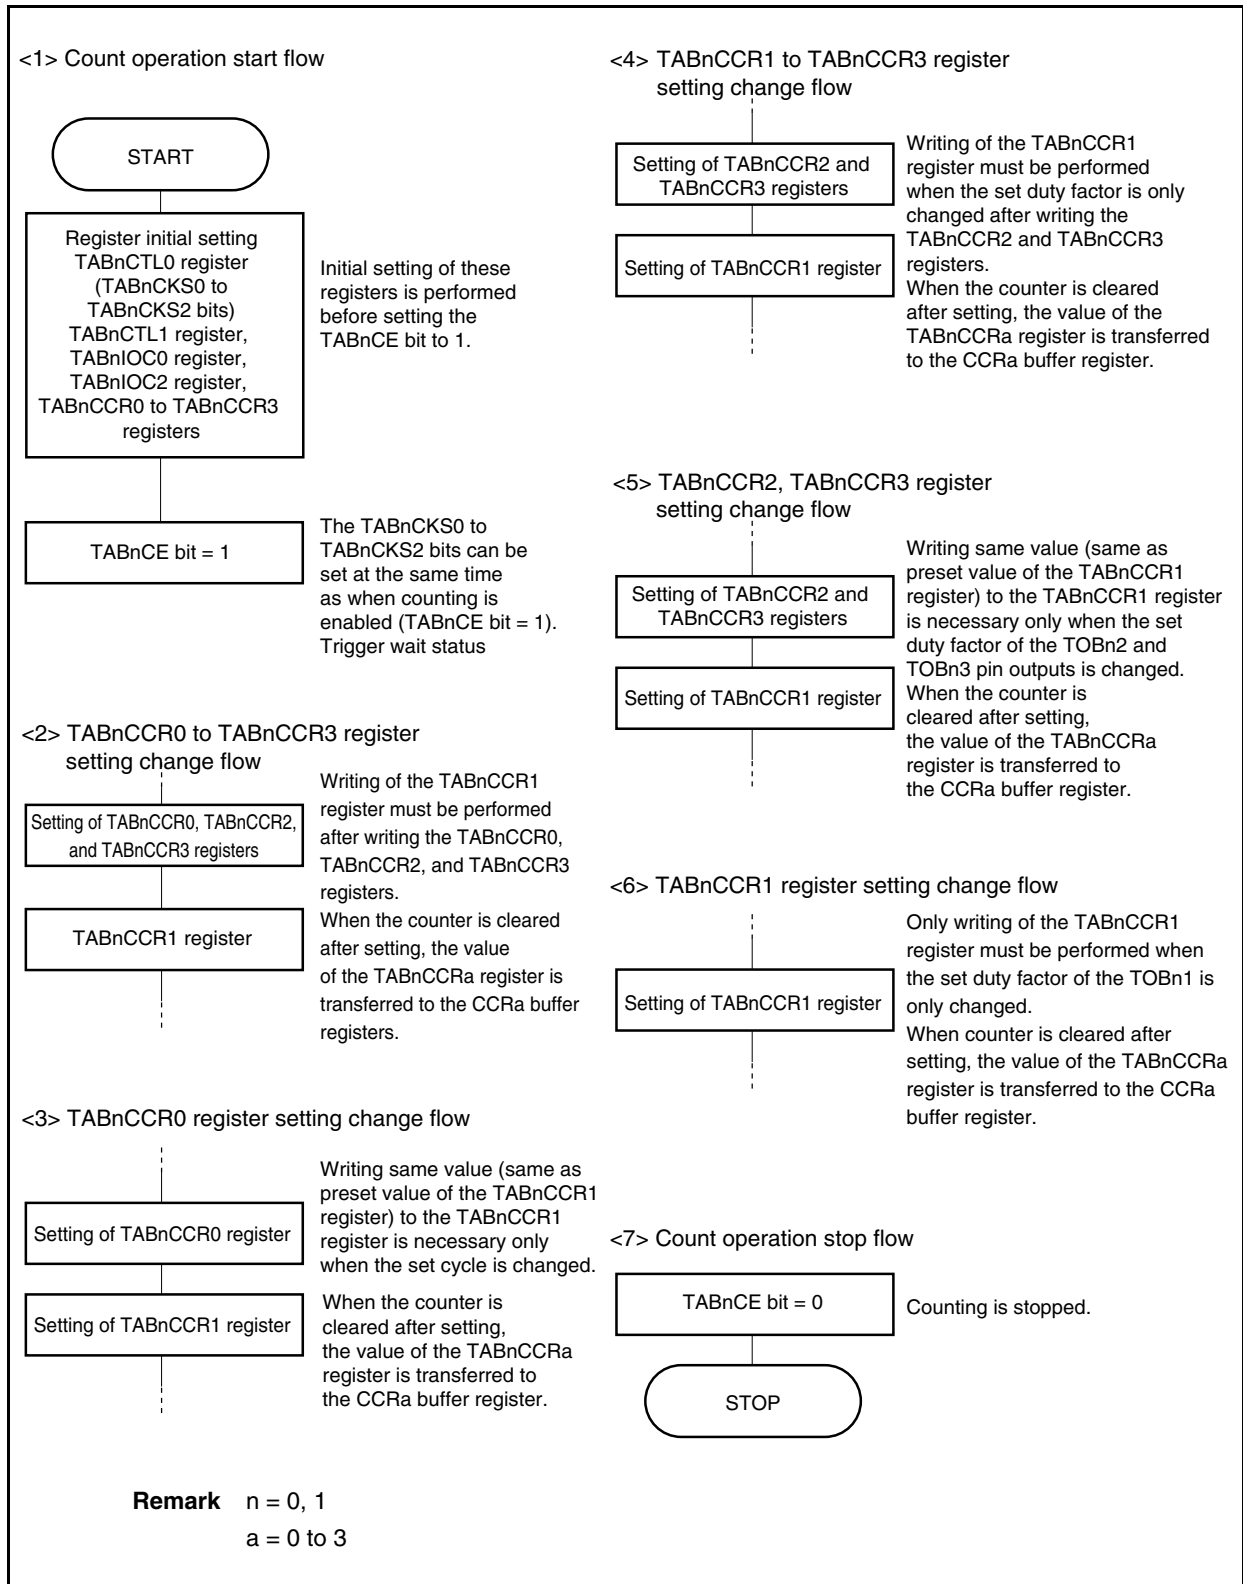 <1> Count operation start flow
START
Register initial setting
TABnCTL0 register
(TABnCKS0 to
TABnCKS2 bits)
TABnCTL1 register,
TABnIOC0 register,
TABnIOC2 register,
TABnCCR0 to TABnCCR3
registers
Initial setting of these
registers is performed
before setting the
TABnCE bit to 1.
TABnCE bit = 1
The TABnCKS0 to
TABnCKS2 bits can be
set at the same time
as when counting is
enabled (TABnCE bit = 1).
Trigger wait status
<2> TABnCCR0 to TABnCCR3 register
setting change flow
Setting of TABnCCR0, TABnCCR2,
and TABnCCR3 registers
TABnCCR1 register
Writing of the TABnCCR1
register must be performed
after writing the TABnCCR0,
TABnCCR2, and TABnCCR3
registers.
When the counter is cleared
after setting, the value
of the TABnCCRa register is
transferred to the CCRa buffer
registers.
<3> TABnCCR0 register setting change flow
Setting of TABnCCR0 register
Setting of TABnCCR1 register
Writing same value (same as
preset value of the TABnCCR1
register) to the TABnCCR1
register is necessary only
when the set cycle is changed.
When the counter is
cleared after setting,
the value of the TABnCCRa
register is transferred to
the CCRa buffer register.
<4> TABnCCR1 to TABnCCR3 register
setting change flow
Setting of TABnCCR2 and
TABnCCR3 registers
Setting of TABnCCR1 register
Writing of the TABnCCR1
register must be performed
when the set duty factor is only
changed after writing the
TABnCCR2 and TABnCCR3
registers.
When the counter is cleared
after setting, the value of the
TABnCCRa register is transferred
to the CCRa buffer register.
<5> TABnCCR2, TABnCCR3 register
setting change flow
Setting of TABnCCR2 and
TABnCCR3 registers
Setting of TABnCCR1 register
Writing same value (same as
preset value of the TABnCCR1
register) to the TABnCCR1 register
is necessary only when the set
duty factor of the TOBn2 and
TOBn3 pin outputs is changed.
When the counter is
cleared after setting,
the value of the TABnCCRa
register is transferred to
the CCRa buffer register.
<6> TABnCCR1 register setting change flow
Setting of TABnCCR1 register
Only writing of the TABnCCR1
register must be performed when
the set duty factor of the TOBn1 is
only changed.
When counter is cleared after
setting, the value of the TABnCCRa
register is transferred to the CCRa
buffer register.
<7> Count operation stop flow
TABnCE bit = 0
Counting is stopped.
STOP
Remark n = 0, 1
a = 0 to 3